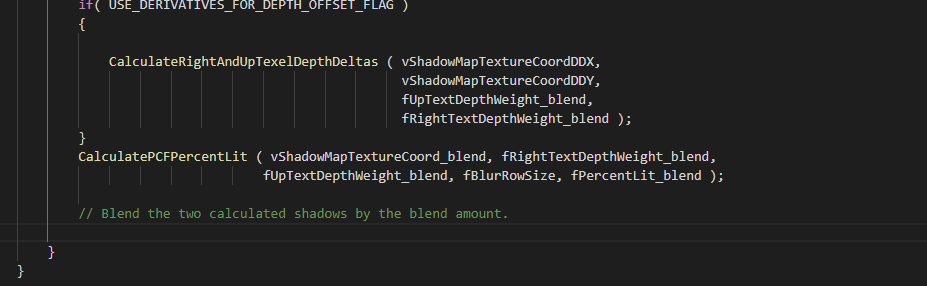 if( USE_DERIVATIVES_FOR_DEPTH_OFFSET_FLAG )
{
CalculateRightAndUpTexelDepthDeltas ( vShadowMapTextureCoordDDX,
vShadowMapTextureCoordDDY,
fUpTextDepthWeight_blend,
fRightTextDepthWeight_blend );
}
CalculatePCFPercentLit ( vShadowMapTextureCoord_blend, fRightTextDepthWeight_blend,
fUpTextDepthWeight_blend, fBlurRowSize, fPercentLit_blend );
// Blend the two calculated shadows by the blend amount.
}
}